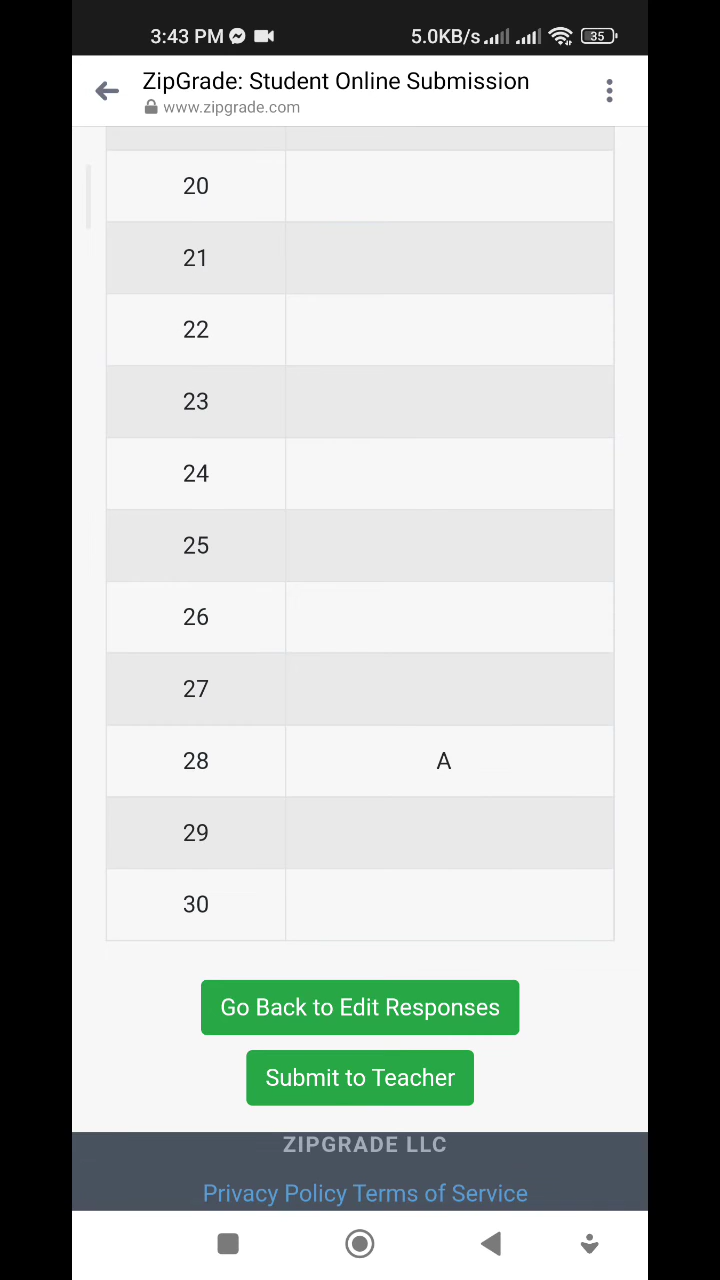 3:43 PM 5.0KB/s 35
ZipGrade: Student Online Submission
www.zipgrade.com
20
21
22
23
24
25
26
27
28 A
29
30
Go Back to Edit Responses
Submit to Teacher
ZIPGRADE LLC
Privacy Policy Terms of Service